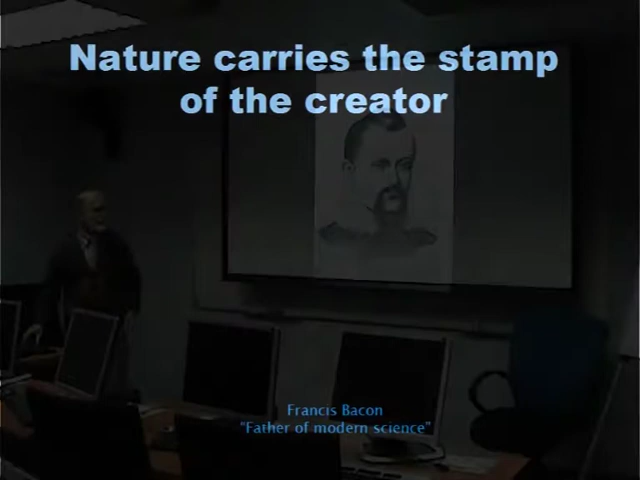 Nature carries the stamp
of the creator
Francis Bacon
"Father of modern science"